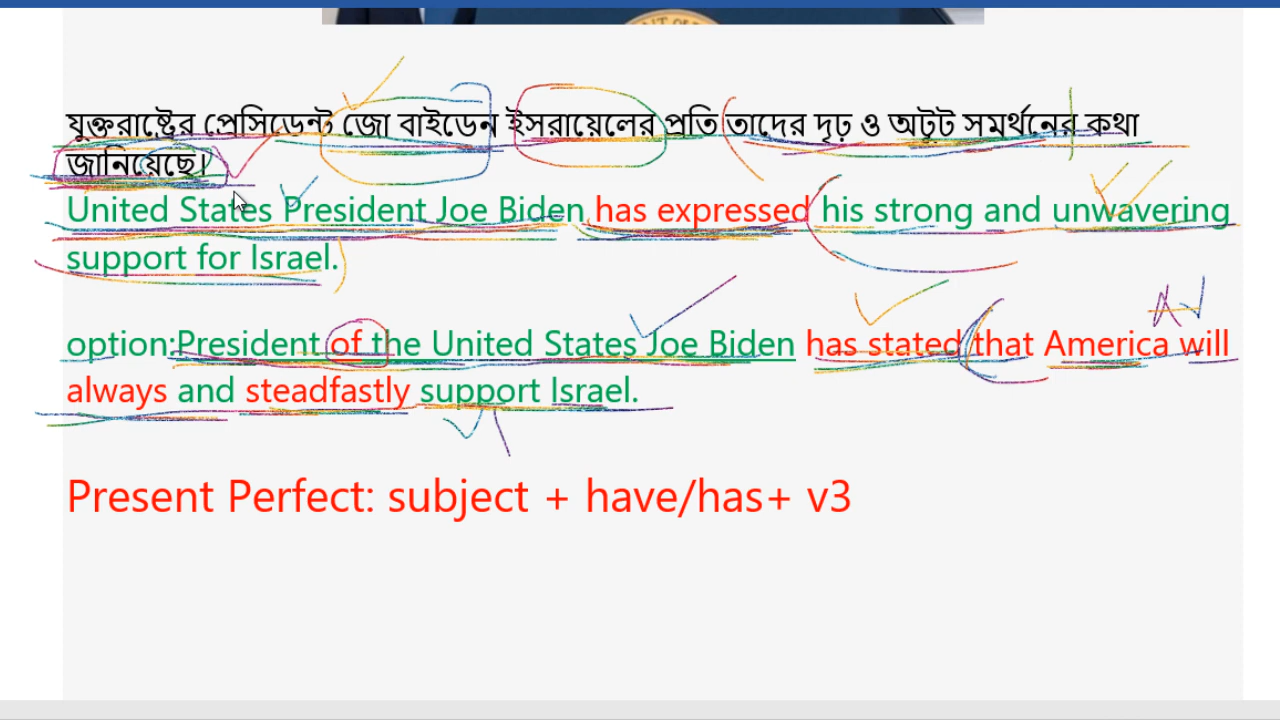 যুক্তরাষ্ট্রের প্রেসিডেন্ট জো বাইডেন ইসরায়েলের প্রতি তাদের দৃঢ় ও অটুট সমর্থনের কথা
জানিয়েছে।
United States President Joe Biden has expressed his strong and unwavering
support for Israel.
option:President of the United States Joe Biden has stated that America will
always and steadfastly support Israel.
Present Perfect: subject + have/has+ v3